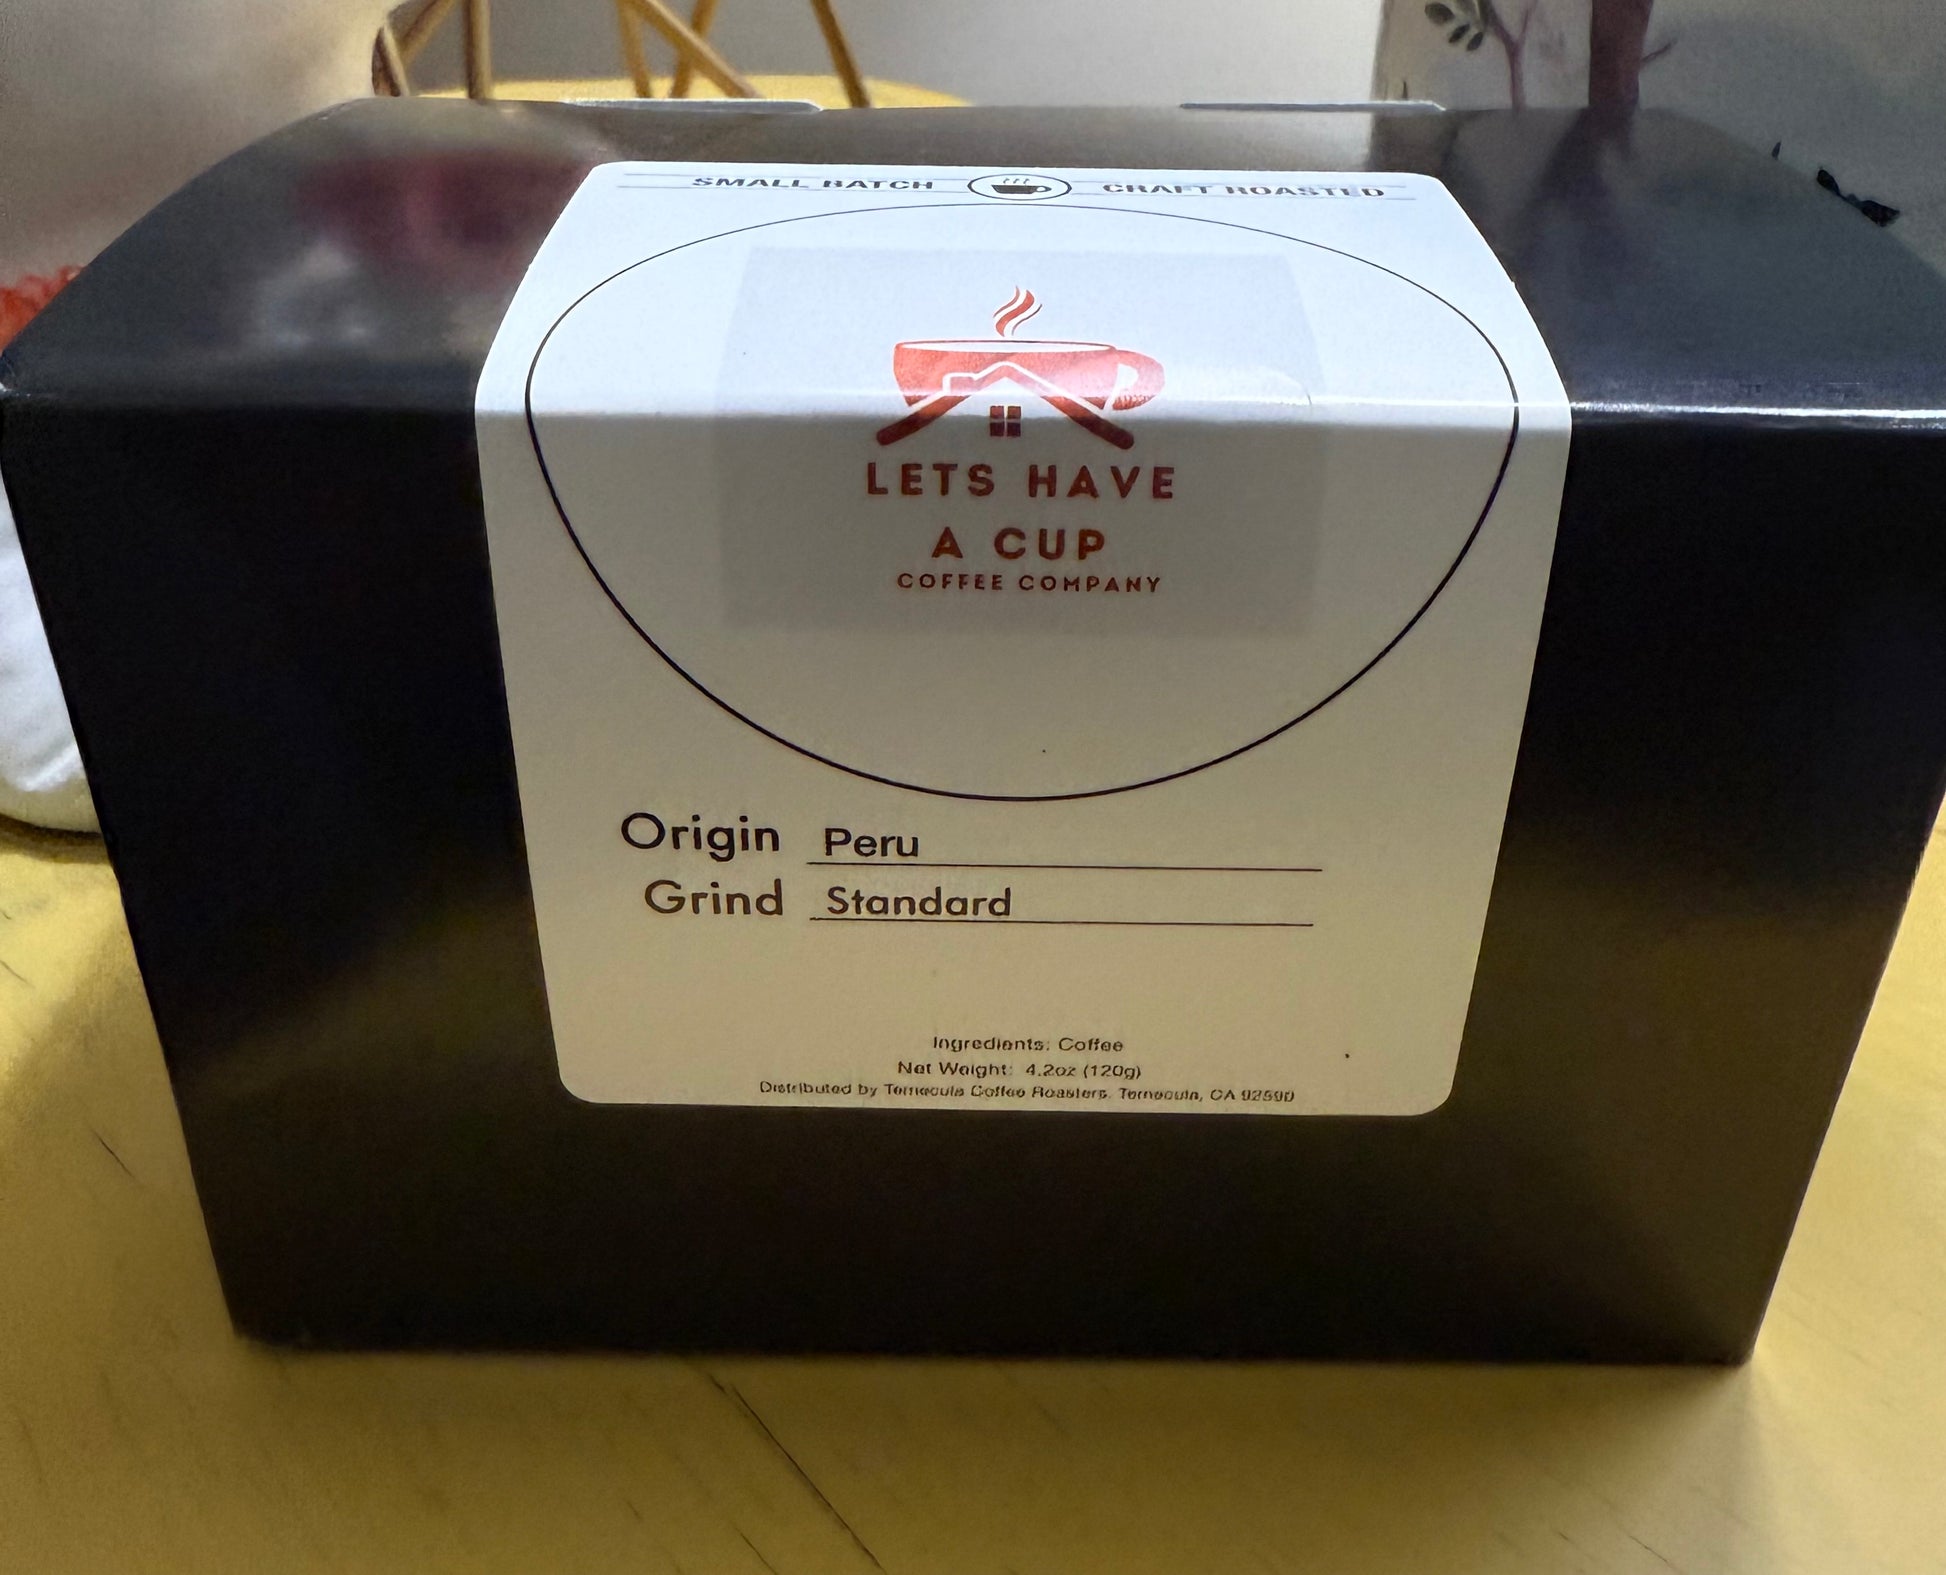 SMALL BATCH CRAFT ROASTED
LETS HAVE
A CUP
COFFEE COMPANY
Origin Peru
Grind Standard
Ingredients: Coffee
Net Weight: 4.2oz (120g)
Distributed by Temecula Coffee Roasters. Temecula, CA 92590